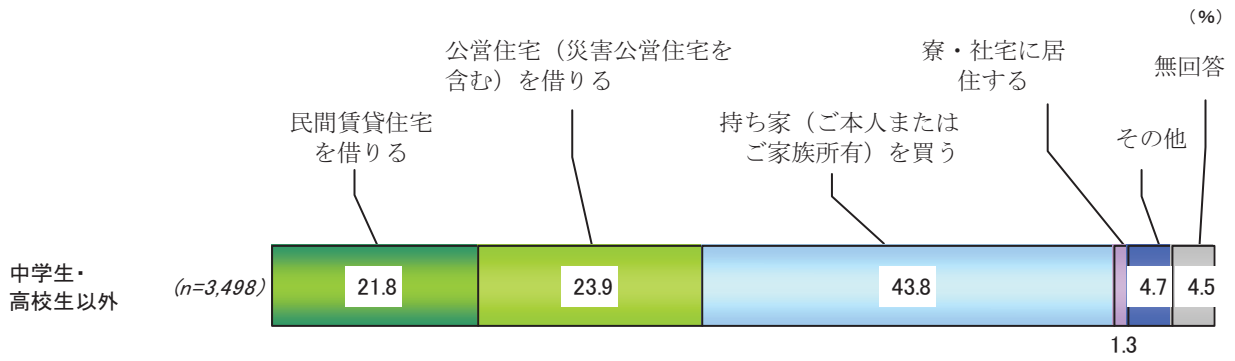 （%）
公営住宅（災害公営住宅を
含む）を借りる
寮・社宅に居
住する
無回答
民間賃貸住宅
を借りる
持ち家（ご本人または
ご家族所有）を買う
その他
中学生・
高校生以外
(n=3,498)
21.8
23.9
43.8
4.7
4.5
1.3